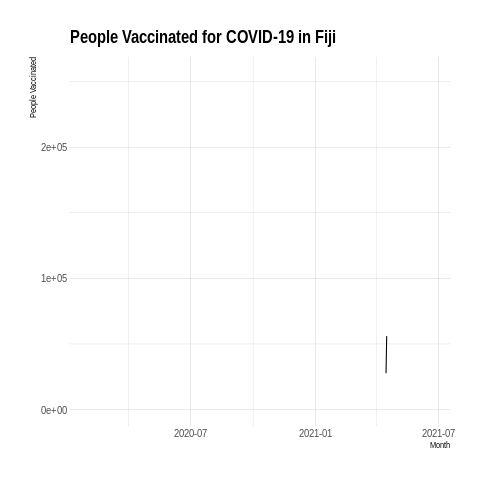 People Vaccinated for COVID-19 in Fiji
People Vaccinated
2e+05
1e+05
0e+00
2020-07
2021-01
2021-07
Month